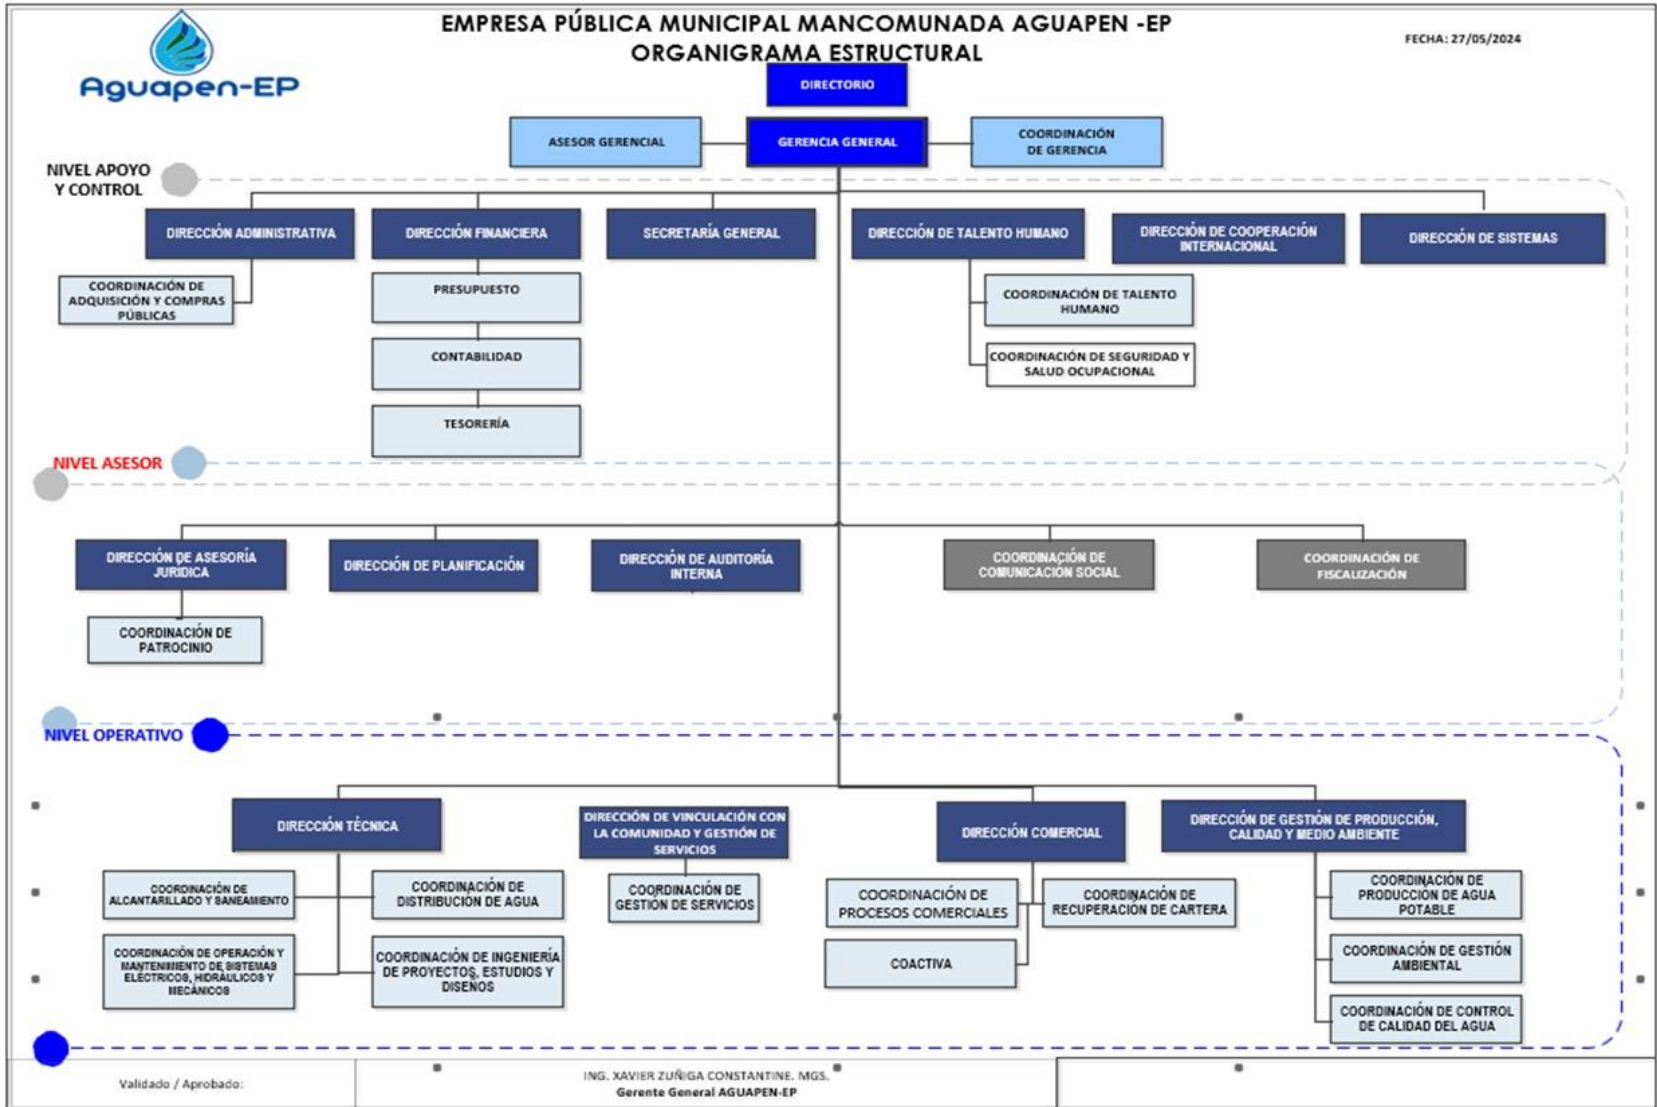 EMPRESA PÚBLICA MUNICIPAL MANCOMUNADA AGUAPEN -EP
ORGANIGRAMA ESTRUCTURAL
FECHA: 27/05/2024
Aguapen-EP
DIRECTORIO
ASESOR GERENCIAL
GERENCIA GENERAL
COORDINACIÓN
DE GERENCIA
NIVEL APOYO
Y CONTROL
DIRECCIÓN ADMINISTRATIVA
DIRECCIÓN FINANCIERA
SECRETARÍA GENERAL
DIRECCIÓN DE TALENTO HUMANO
DIRECCIÓN DE COOPERACIÓN
INTERNACIONAL
DIRECCIÓN DE SISTEMAS
COORDINACIÓN DE
ADQUISICIÓN Y COMPRAS
PÚBLICAS
PRESUPUESTO
CONTABILIDAD
TESORERÍA
COORDINACIÓN DE TALENTO
HUMANO
COORDINACIÓN DE SEGURIDAD Y
SALUD OCUPACIONAL
NIVEL ASESOR
DIRECCIÓN DE ASESORÍA
JURÍDICA
DIRECCIÓN DE PLANIFICACIÓN
DIRECCIÓN DE AUDITORÍA
INTERNA
COORDINACIÓN DE
COMUNICACIÓN SOCIAL
COORDINACIÓN DE
FISCALIZACIÓN
COORDINACIÓN DE
PATROCINIO
NIVEL OPERATIVO
DIRECCIÓN TÉCNICA
DIRECCIÓN DE VINCULACIÓN CON
LA COMUNIDAD Y GESTIÓN DE
SERVICIOS
DIRECCIÓN COMERCIAL
DIRECCIÓN DE GESTIÓN DE PRODUCCIÓN,
CALIDAD Y MEDIO AMBIENTE
COORDINACIÓN DE
ALCANTARILLADO Y SANEAMIENTO
COORDINACIÓN DE
DISTRIBUCIÓN DE AGUA
COORDINACIÓN DE OPERACIÓN Y
MANTENIMIENTO DE SISTEMAS
ELÉCTRICOS, HIDRÁULICOS Y
MECÁNICOS
COORDINACIÓN DE INGENIERÍA
DE PROYECTOS, ESTUDIOS Y
DISEÑOS
COORDINACIÓN DE
GESTIÓN DE SERVICIOS
COORDINACIÓN DE
PROCESOS COMERCIALES
COORDINACIÓN DE
RECUPERACIÓN DE CARTERA
COACTIVA
COORDINACIÓN DE
PRODUCCIÓN DE AGUA
POTABLE
COORDINACIÓN DE GESTIÓN
AMBIENTAL
COORDINACIÓN DE CONTROL
DE CALIDAD DEL AGUA
Validado / Aprobado:
ING. XAVIER ZUÑIGA CONSTANTINE. MGS.
Gerente General AGUAPEN-EP